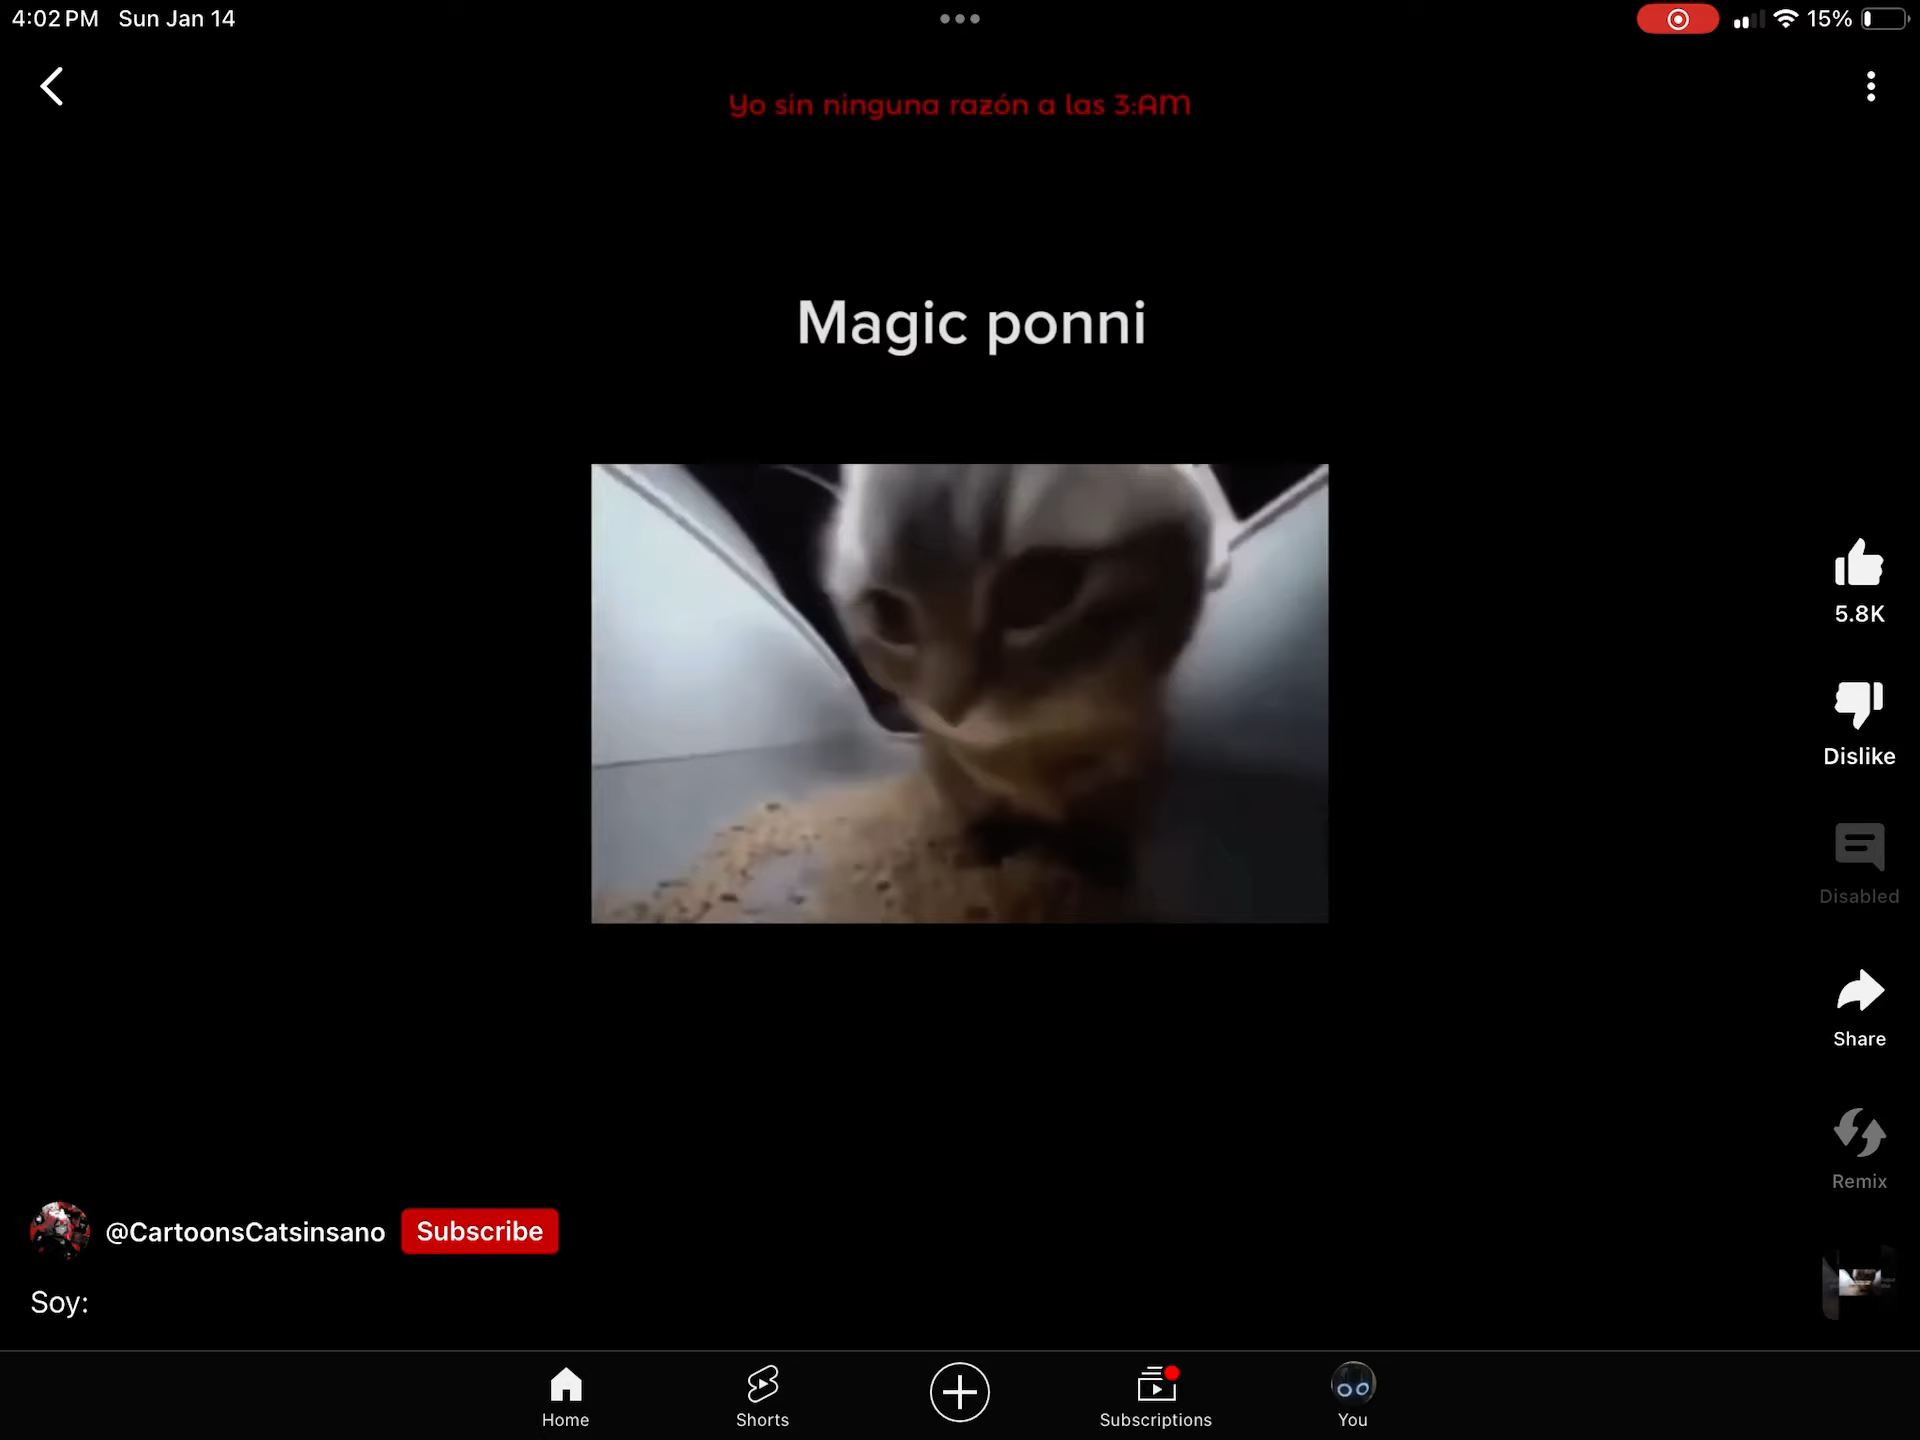 4:02 PM Sun Jan 14
15%
Yo sin ninguna razón a las 3:AM
Magic ponni
5.8K
Dislike
Disabled
Share
Remix
@CartoonsCatsinsano
Subscribe
Soy:
Home
Shorts
Subscriptions
You